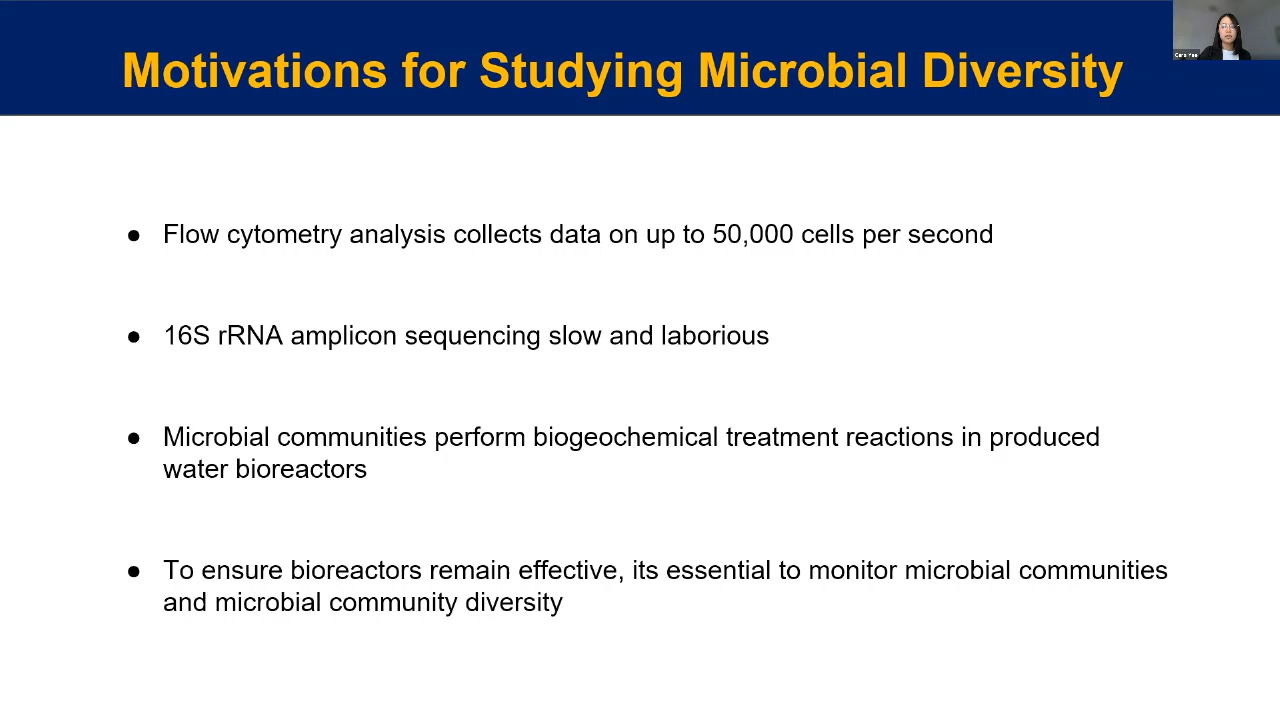 Motivations for Studying Microbial Diversity
● Flow cytometry analysis collects data on up to 50,000 cells per second
● 16S rRNA amplicon sequencing slow and laborious
● Microbial communities perform biogeochemical treatment reactions in produced
water bioreactors
● To ensure bioreactors remain effective, its essential to monitor microbial communities
and microbial community diversity